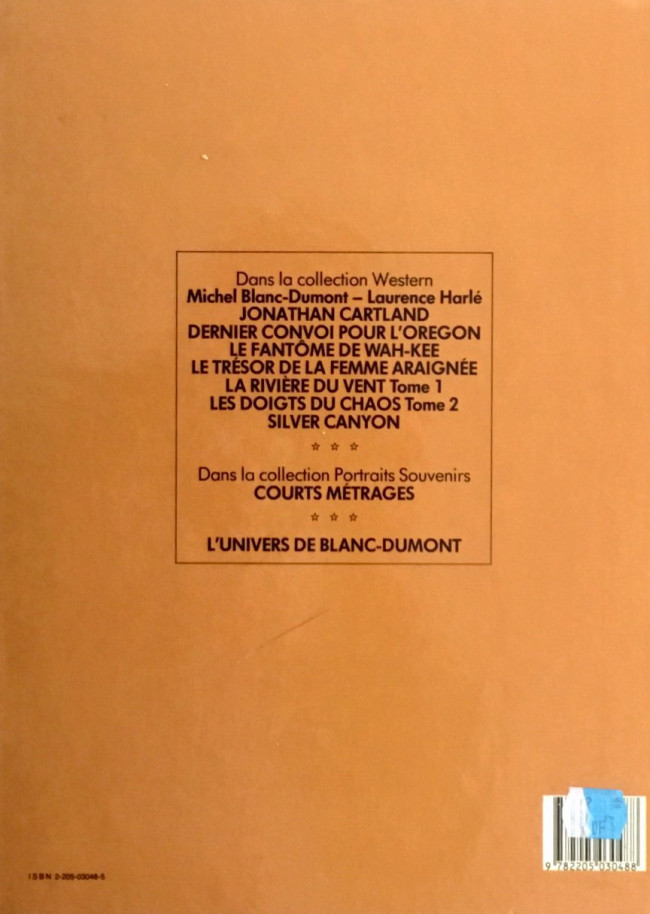 Dans la collection Western
Michel Blanc-Dumont – Laurence Harlé
JONATHAN CARTLAND
DERNIER CONVOI POUR L'OREGON
LE FANTÔME DE WAH-KEE
LE TRÉSOR DE LA FEMME ARAIGNÉE
LA RIVIÈRE DU VENT Tome 1
LES DOIGTS DU CHAOS Tome 2
SILVER CANYON
☆ ☆ ☆
Dans la collection Portraits Souvenirs
COURTS MÉTRAGES
☆ ☆ ☆
L'UNIVERS DE BLANC-DUMONT
ISBN 2-205-03048-5
9 782205 030488